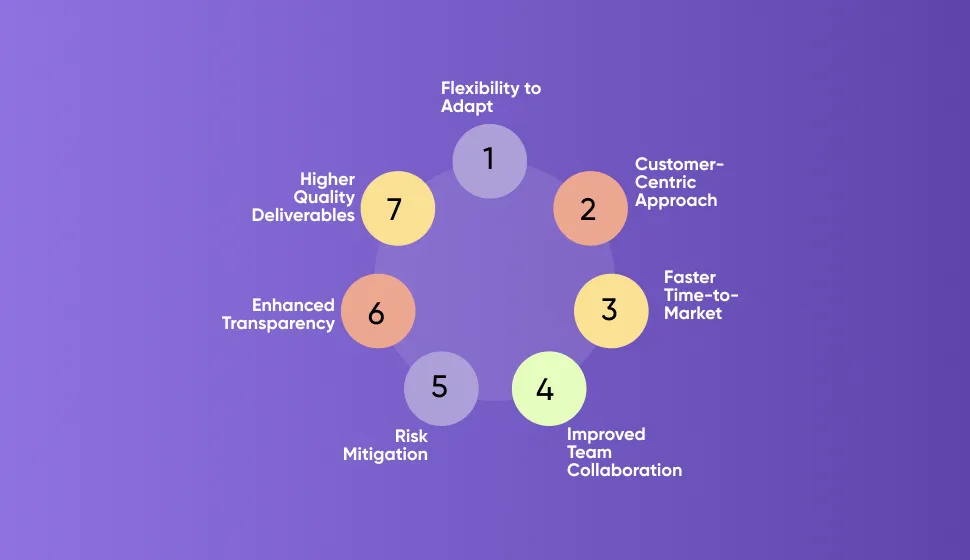 1
Flexibility to
Adapt
2
Customer-
Centric
Approach
3
Faster
Time-to-
Market
4
Improved
Team
Collaboration
5
Risk
Mitigation
6
Enhanced
Transparency
7
Higher
Quality
Deliverables